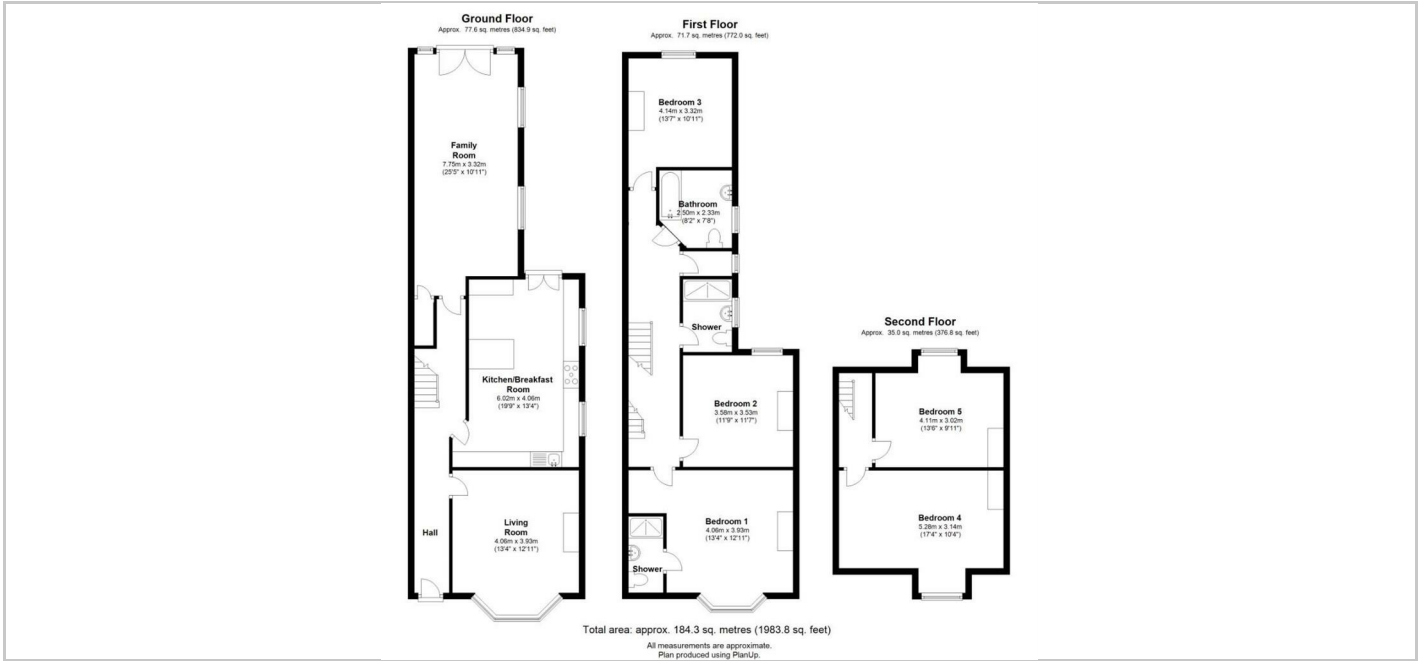 Ground Floor
Approx. 77.6 sq. metres (834.9 sq. feet)
Family
Room
7.75m x 3.32m
(25'5" x 10'11")
Kitchen/Breakfast
Room
6.02m x 4.06m
(19'9" x 13'4")
Living
Room
4.06m x 3.93m
(13'4" x 12'11")
Hall
First Floor
Approx. 71.7 sq. metres (772.0 sq. feet)
Bedroom 3
4.14m x 3.32m
(13'7" x 10'11")
Bathroom
2.50m x 2.33m
(8'2" x 7'8")
Shower
Bedroom 2
3.58m x 3.53m
(11'9" x 11'7")
Bedroom 1
4.06m x 3.93m
(13'4" x 12'11")
Shower
Second Floor
Approx. 35.0 sq. metres (376.8 sq. feet)
Bedroom 5
4.11m x 3.02m
(13'6" x 9'11")
Bedroom 4
5.28m x 3.14m
(17'4" x 10'4")
Total area: approx. 184.3 sq. metres (1983.8 sq. feet)
All measurements are approximate.
Plan produced using PlanUp.